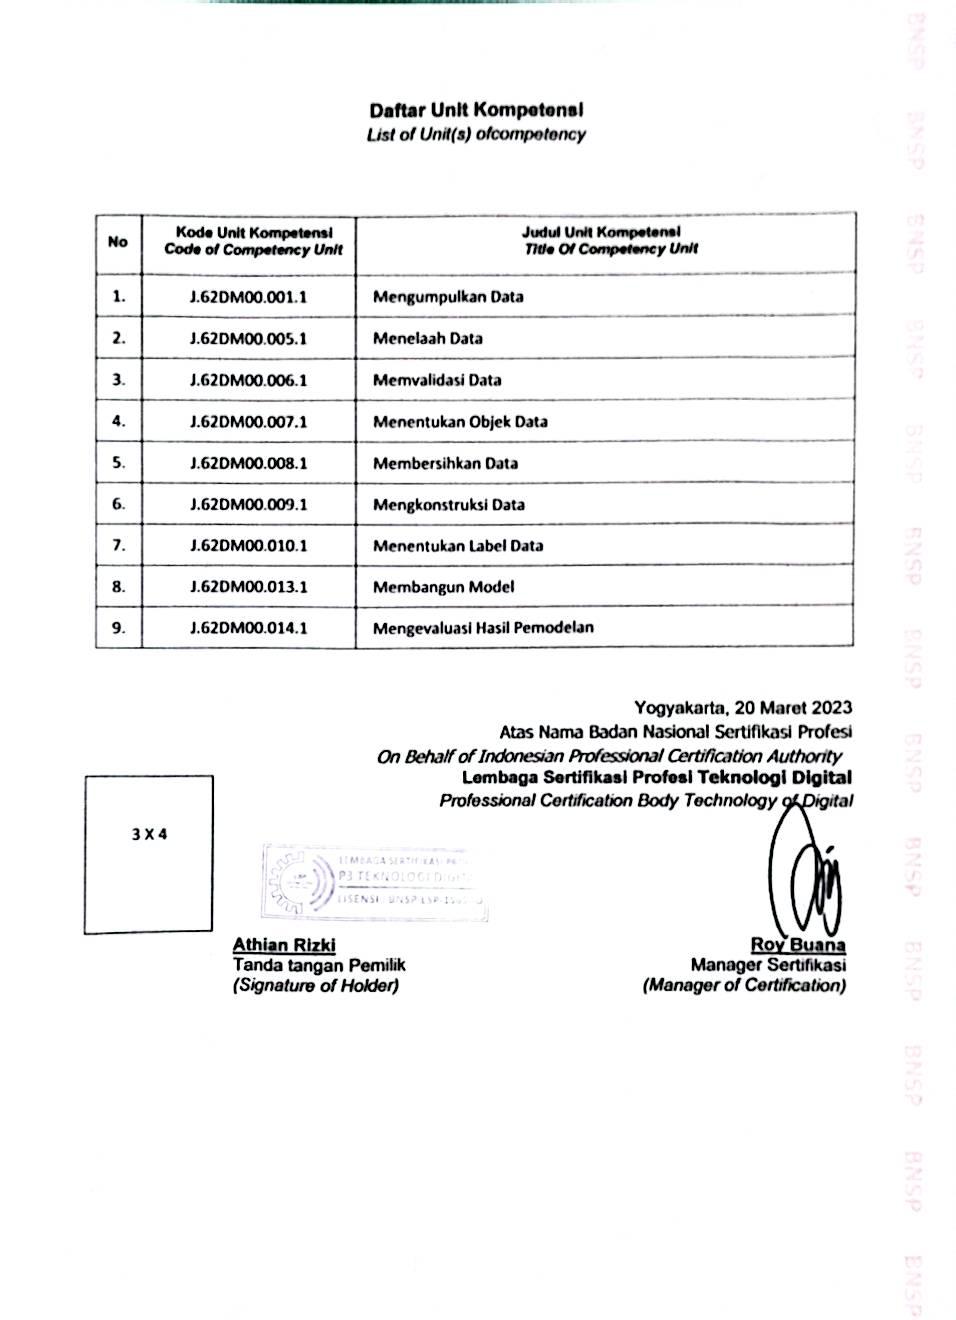 Daftar Unit Kompetensi
List of Unit(s) ofcompetency
No
Kode Unit Kompetensi
Code of Competency Unit
Judul Unit Kompetensi
Title Of Competency Unit
1. J.62DM00.001.1 Mengumpulkan Data
2. J.62DM00.005.1 Menelaah Data
3. J.62DM00.006.1 Memvalidasi Data
4. J.62DM00.007.1 Menentukan Objek Data
5. J.62DM00.008.1 Membersihkan Data
6. J.62DM00.009.1 Mengkonstruksi Data
7. J.62DM00.010.1 Menentukan Label Data
8. J.62DM00.013.1 Membangun Model
9. J.62DM00.014.1 Mengevaluasi Hasil Pemodelan
Yogyakarta, 20 Maret 2023
Atas Nama Badan Nasional Sertifikasi Profesi
On Behalf of Indonesian Professional Certification Authority
Lembaga Sertifikasi Profesi Teknologi Digital
Professional Certification Body Technology of Digital
3 X 4
LEMBAGA SERTIFIKASI
P3 TEKNOLOGI
LISENSI : BNSP LSP
Athian Rizki
Tanda tangan Pemilik
(Signature of Holder)
Roy Buana
Manager Sertifikasi
(Manager of Certification)
BNSP
BNSP
BNSP
BNSP
BNSP
BNSP
BNSP
BNSP
BNSP
BNSP
BNSP
BNSP
BNSP